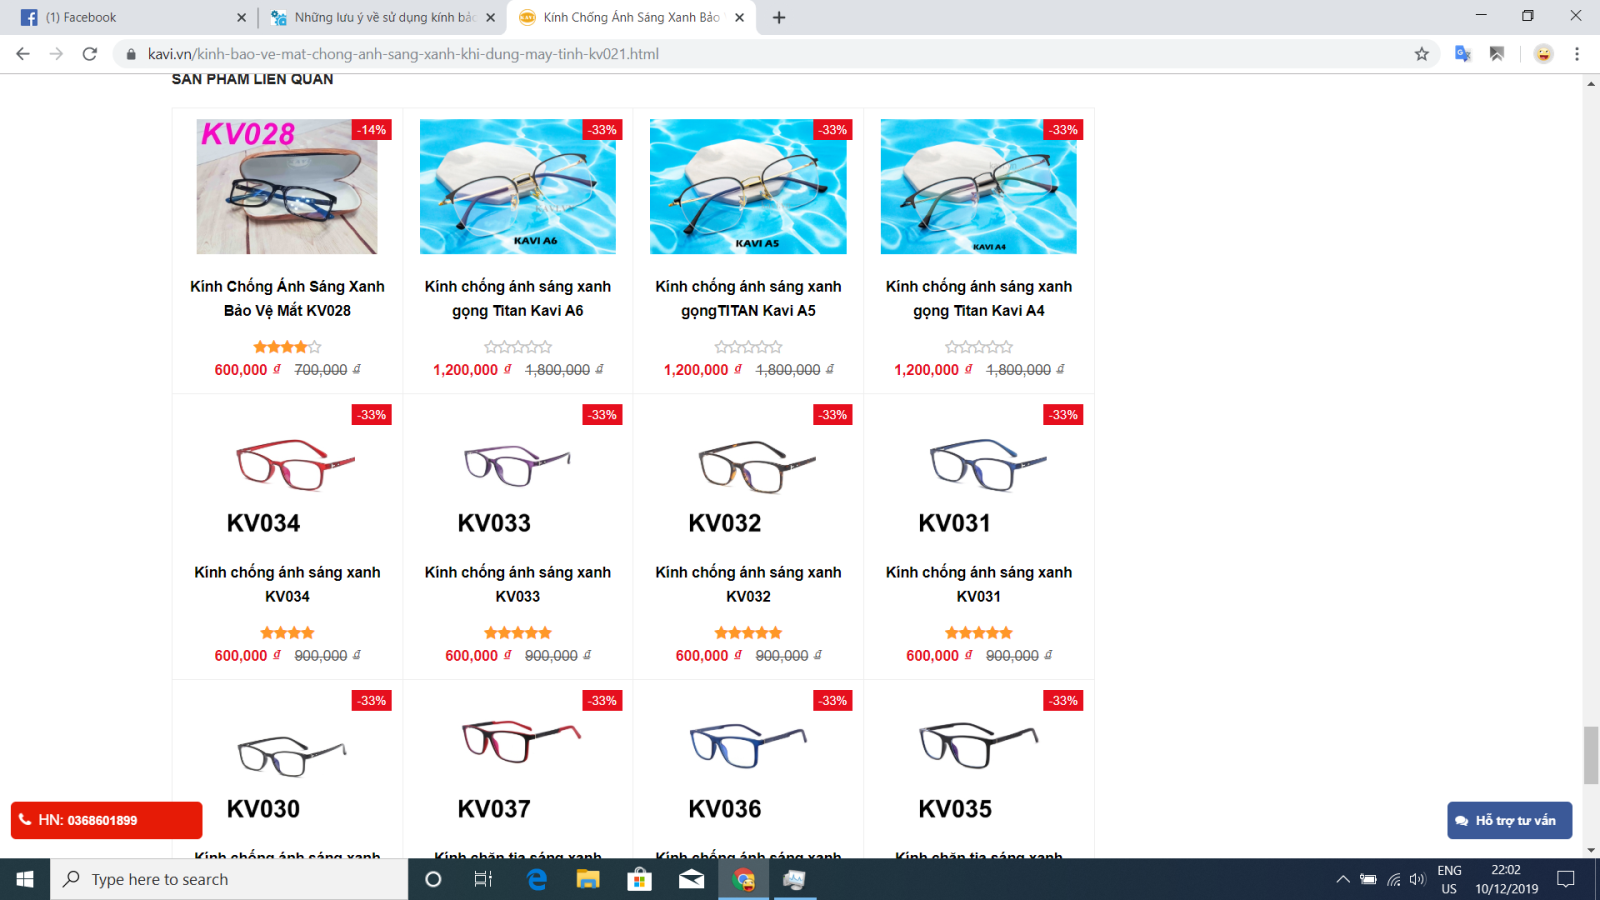 (1) Facebook
Những lưu ý về sử dụng kính bảo
Kính Chống Ánh Sáng Xanh Bảo
kavi.vn/kinh-bao-ve-mat-chong-anh-sang-xanh-khi-dung-may-tinh-kv021.html
SẢN PHẨM LIÊN QUAN
KV028
-14%
-33%
KAVI A6
-33%
KAVI A5
-33%
KAVI A4
Kính Chống Ánh Sáng Xanh
Bảo Vệ Mắt KV028
Kính chống ánh sáng xanh
gọng Titan Kavi A6
Kính chống ánh sáng xanh
gọngTITAN Kavi A5
Kính chống ánh sáng xanh
gọng Titan Kavi A4
600,000 ₫ 700,000 ₫
1,200,000 ₫ 1,800,000 ₫
1,200,000 ₫ 1,800,000 ₫
1,200,000 ₫ 1,800,000 ₫
-33%
-33%
-33%
-33%
KV034
KV033
KV032
KV031
Kính chống ánh sáng xanh
KV034
Kính chống ánh sáng xanh
KV033
Kính chống ánh sáng xanh
KV032
Kính chống ánh sáng xanh
KV031
600,000 ₫ 900,000 ₫
600,000 ₫ 900,000 ₫
600,000 ₫ 900,000 ₫
600,000 ₫ 900,000 ₫
-33%
-33%
-33%
-33%
KV030
KV037
KV036
KV035
Kính chống ánh sáng xanh
Kính chặn tia sáng xanh
Kính chống ánh sáng xanh
Kính chặn tia sáng xanh
HN: 0368601899
Hỗ trợ tư vấn
Type here to search
ENG
US
22:02
10/12/2019